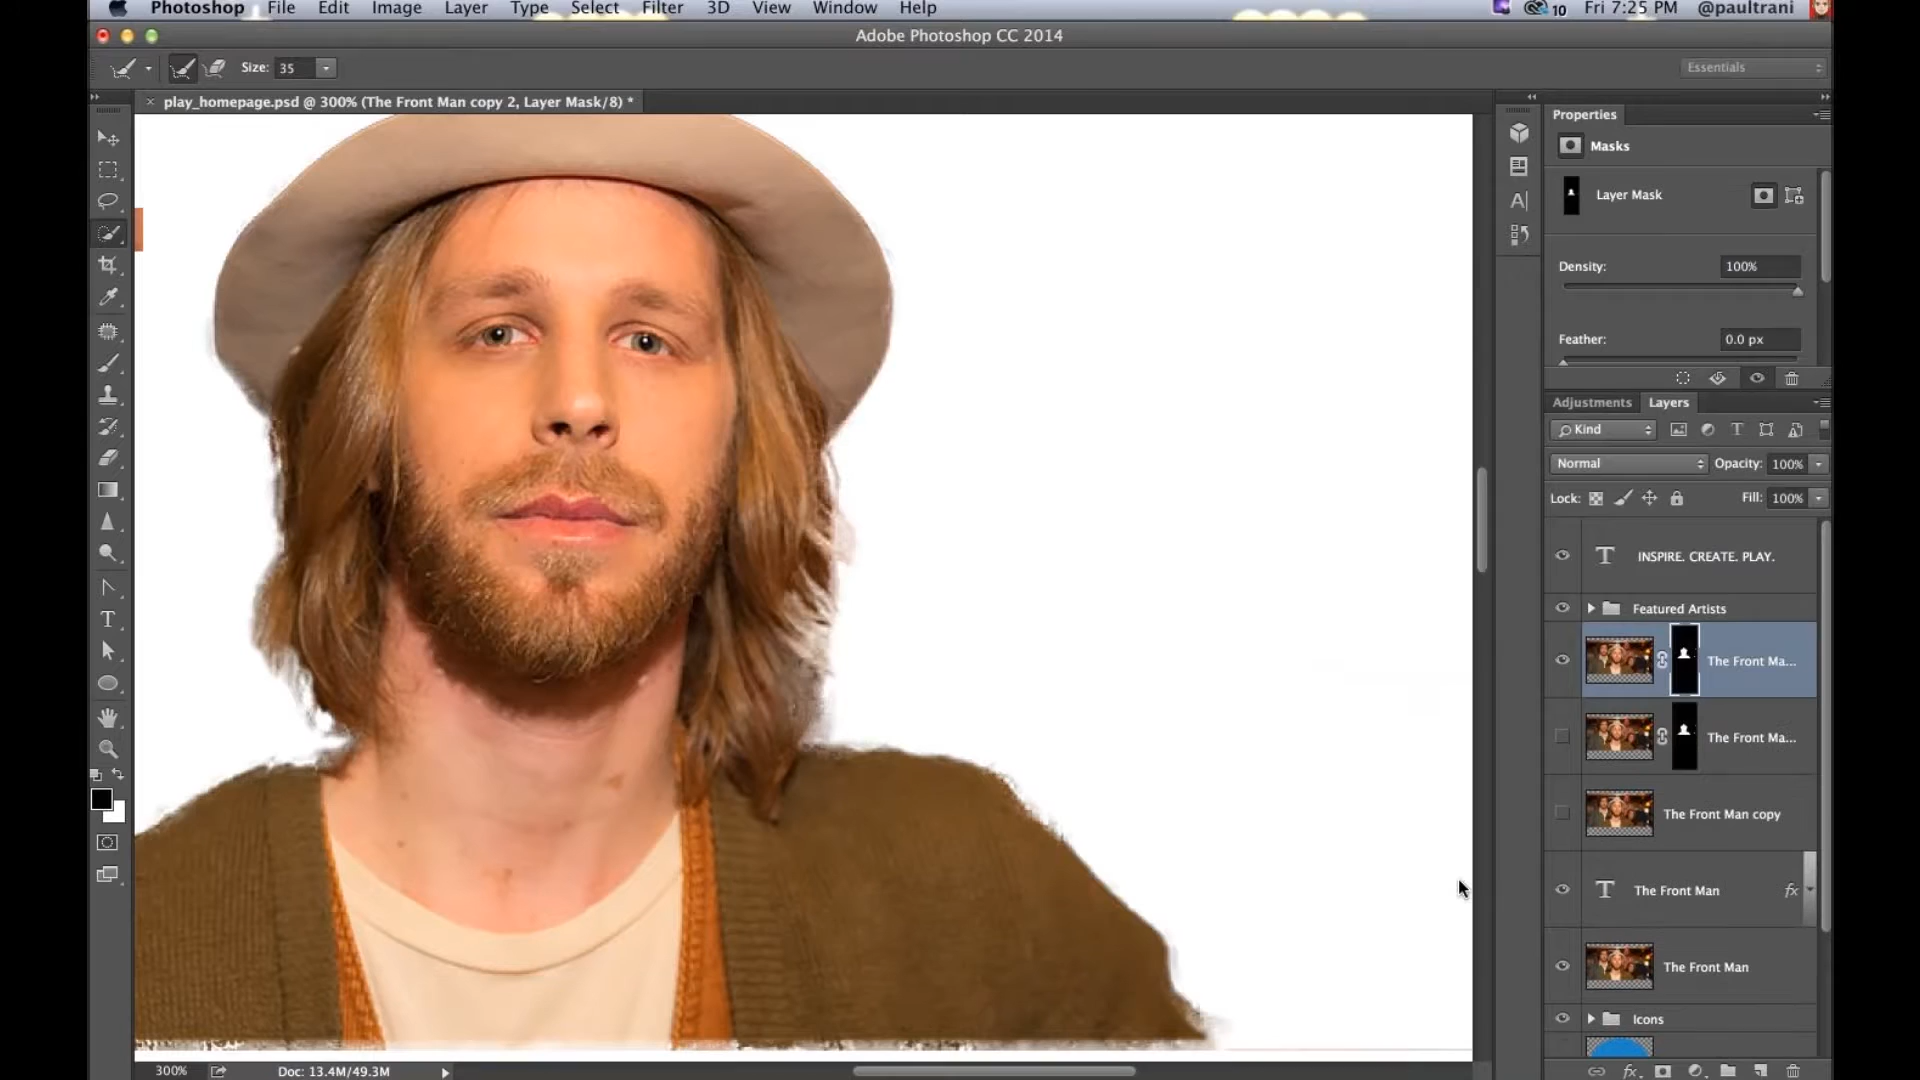 Photoshop File Edit Image Layer Type Select Filter 3D View Window Help 10 Fri 7:25 PM @paultrani
Adobe Photoshop CC 2014
Size: 35 Essentials
× play_homepage.psd @ 300% (The Front Man copy 2, Layer Mask/8) *
Properties
Masks
Layer Mask
Density: 100%
Feather: 0.0 px
Adjustments Layers
Kind
Normal Opacity: 100%
Lock: Fill: 100%
INSPIRE. CREATE. PLAY.
Featured Artists
The Front Ma...
The Front Ma...
The Front Man copy
The Front Man fx
The Front Man
Icons
300% Doc: 13.4M/49.3M